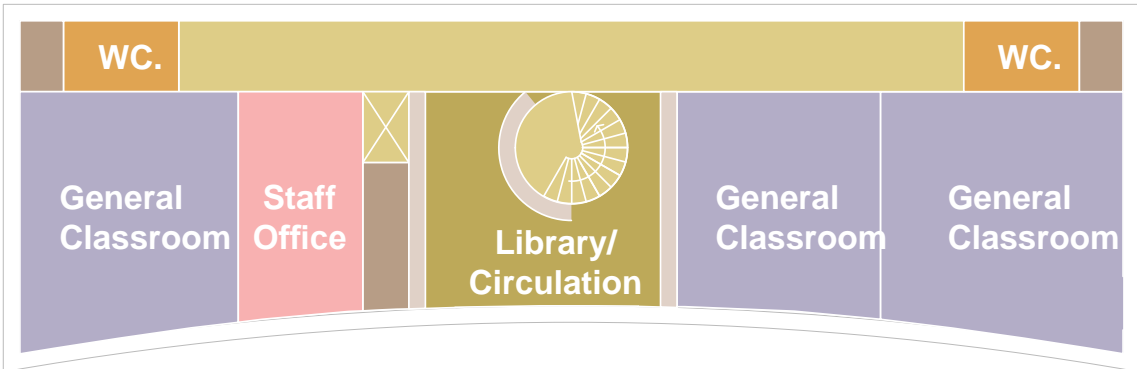 WC.
WC.
General
Classroom
Staff
Office
Library/
Circulation
General
Classroom
General
Classroom